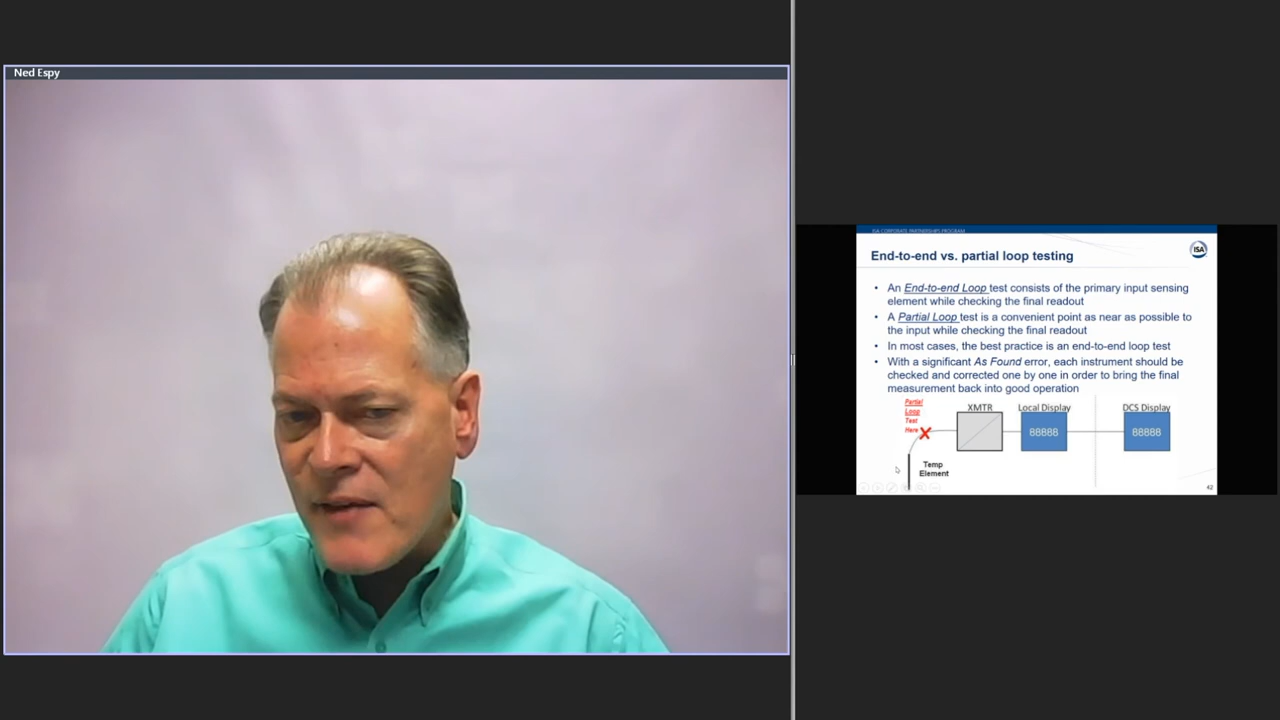 Ned Espy
ISA CORPORATE PARTNERSHIPS PROGRAM
ISA
End-to-end vs. partial loop testing
• An End-to-end Loop test consists of the primary input sensing
element while checking the final readout
• A Partial Loop test is a convenient point as near as possible to
the input while checking the final readout
• In most cases, the best practice is an end-to-end loop test
• With a significant As Found error, each instrument should be
checked and corrected one by one in order to bring the final
measurement back into good operation
Partial
Loop
Test
Here
XMTR
Local Display
DCS Display
88888
88888
Temp
Element
42